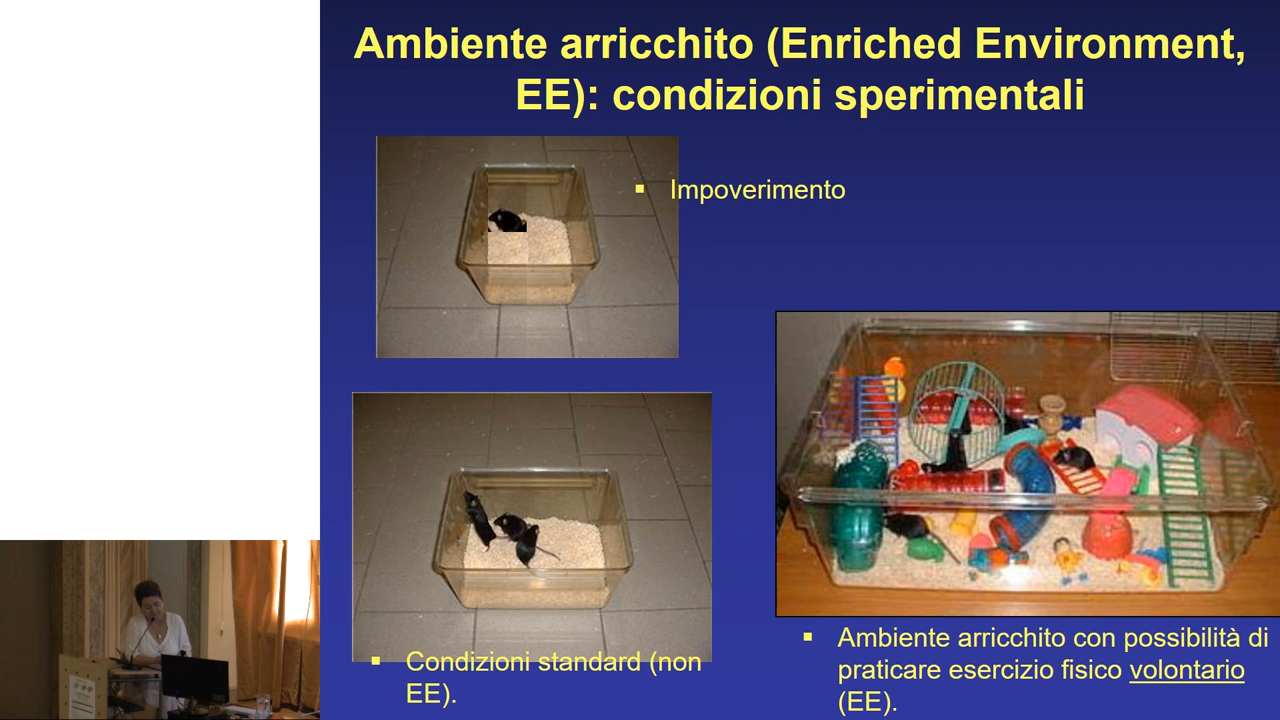 Ambiente arricchito (Enriched Environment,
EE): condizioni sperimentali
▪ Impoverimento
▪ Condizioni standard (non
EE).
▪ Ambiente arricchito con possibilità di
praticare esercizio fisico volontario
(EE).